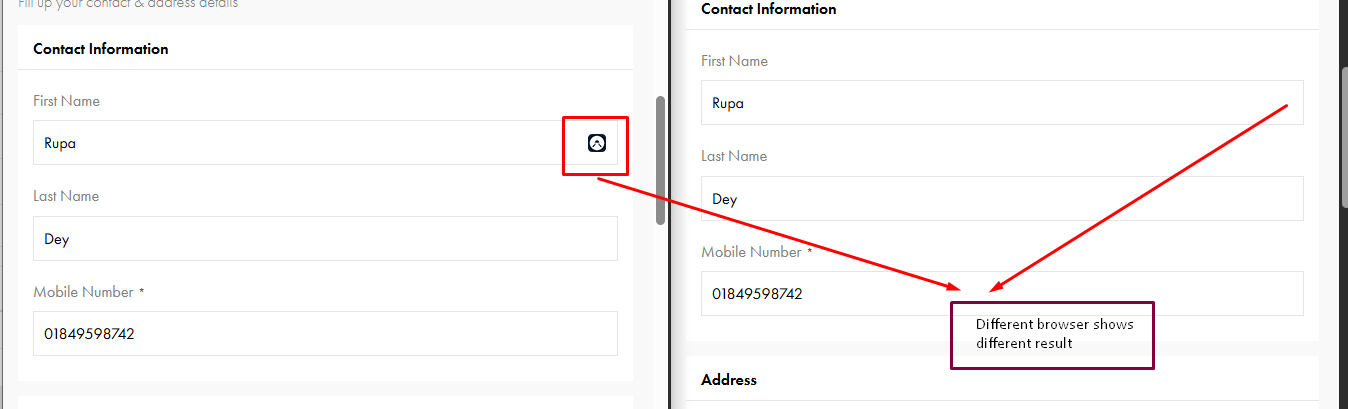 Fill up your contact & address details
Contact Information
First Name
Rupa
Last Name
Dey
Mobile Number *
01849598742
Contact Information
First Name
Rupa
Last Name
Dey
Mobile Number *
01849598742
Different browser shows
different result
Address